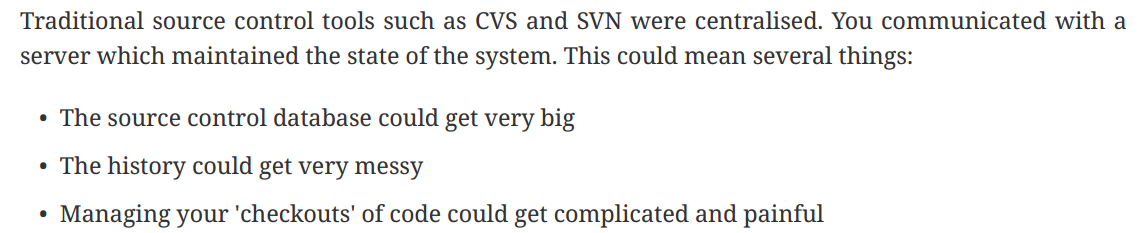 Traditional source control tools such as CVS and SVN were centralised. You communicated with a
server which maintained the state of the system. This could mean several things:
• The source control database could get very big
• The history could get very messy
• Managing your 'checkouts' of code could get complicated and painful